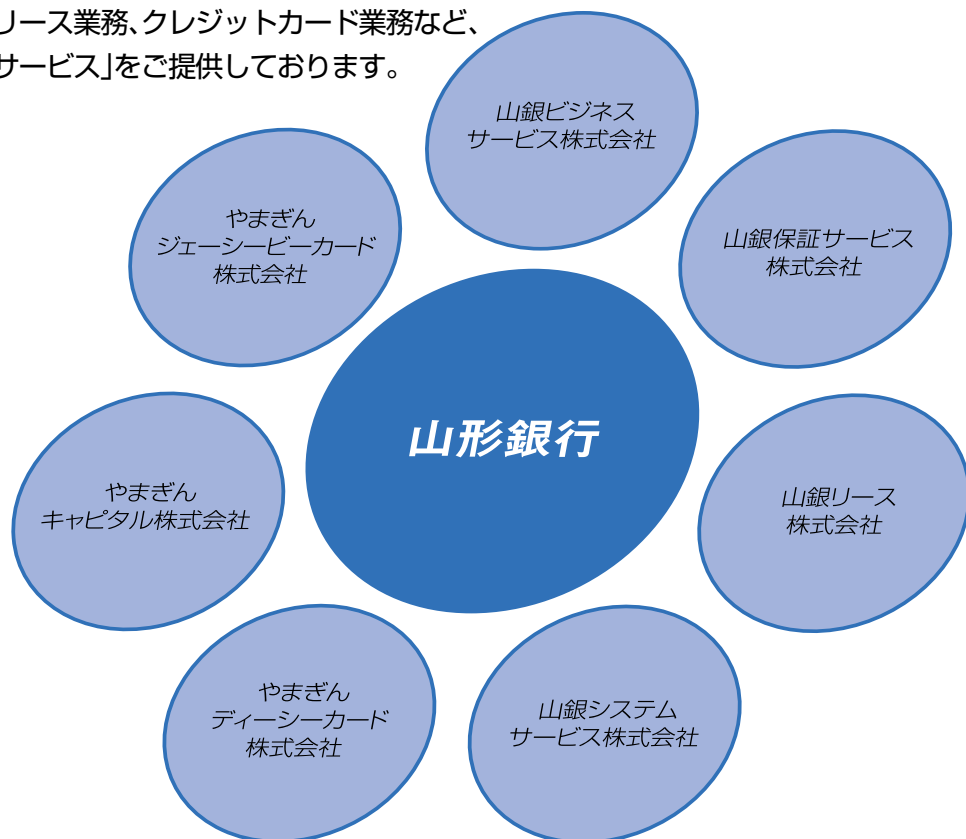 リース業務、クレジットカード業務など、
サービス」をご提供しております。
山銀ビジネス
サービス株式会社
やまぎん
ジェーシービーカード
株式会社
山銀保証サービス
株式会社
山形銀行
やまぎん
キャピタル株式会社
山銀リース
株式会社
やまぎん
ディーシーカード
株式会社
山銀システム
サービス株式会社